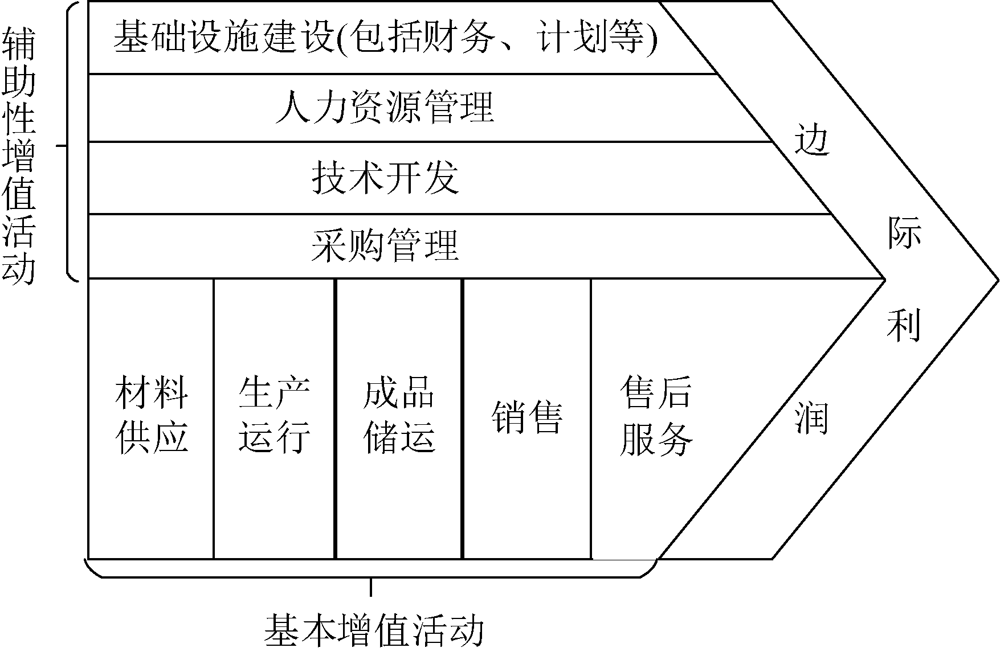 辅助性增值活动
基础设施建设(包括财务、计划等)
人力资源管理
技术开发
采购管理
材料
供应
生产
运行
成品
储运
销售
售后
服务
边际利润
基本增值活动